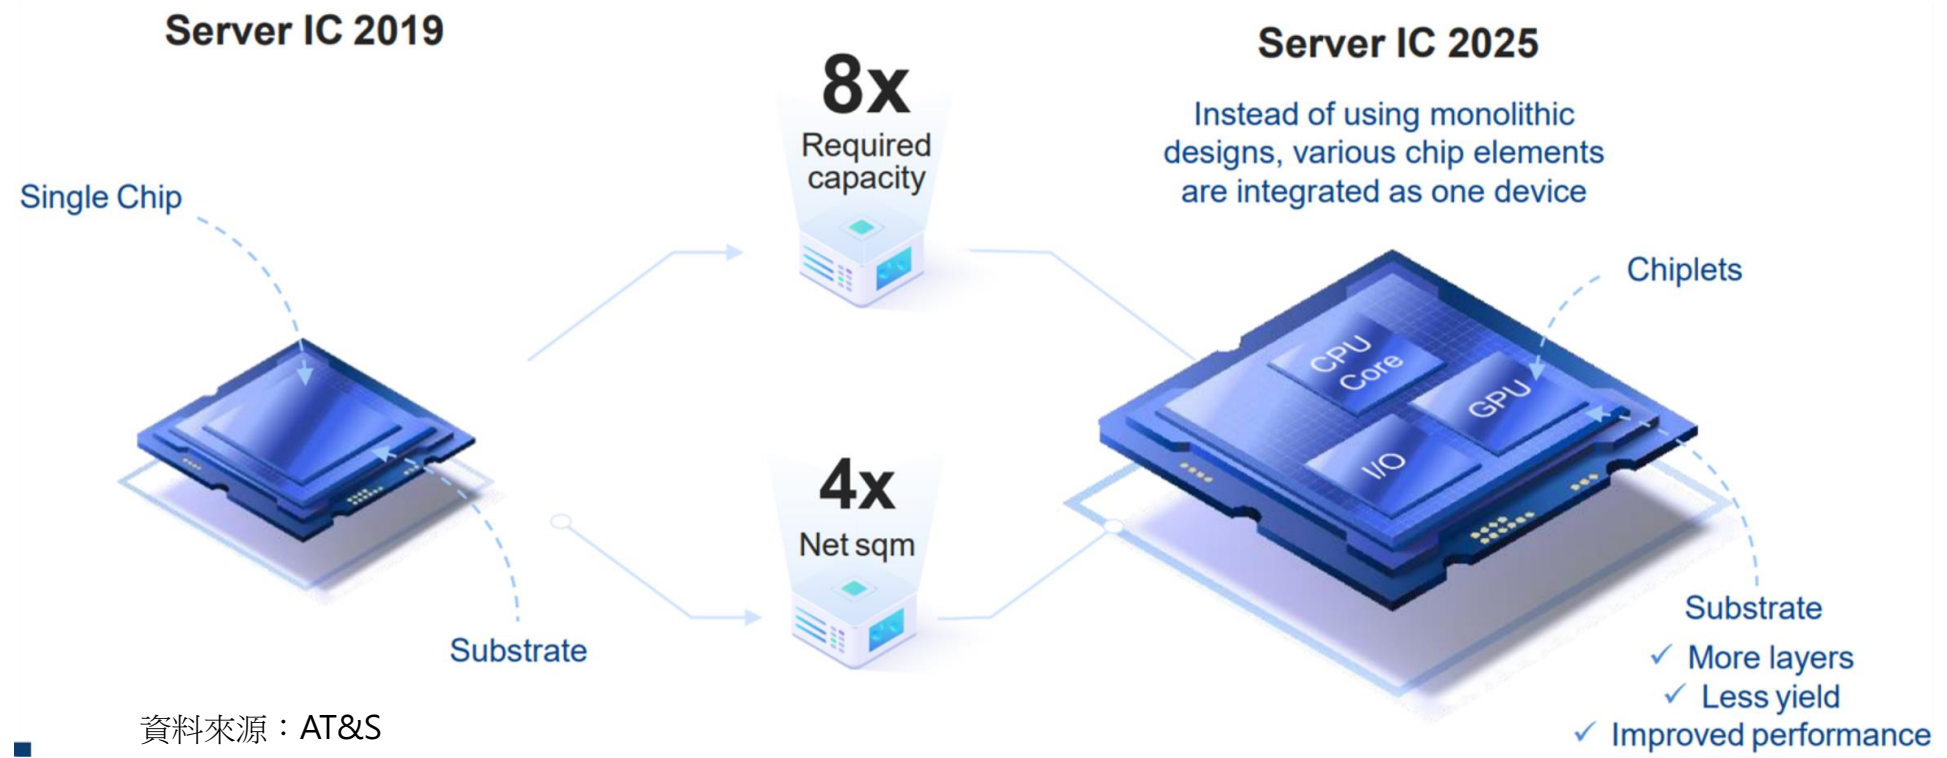 Server IC 2019
Single Chip
Substrate
8x
Required
capacity
4x
Net sqm
Server IC 2025
Instead of using monolithic
designs, various chip elements
are integrated as one device
Chiplets
CPU
Core
GPU
I/O
Substrate
✓ More layers
✓ Less yield
✓ Improved performance
資料來源：AT&S